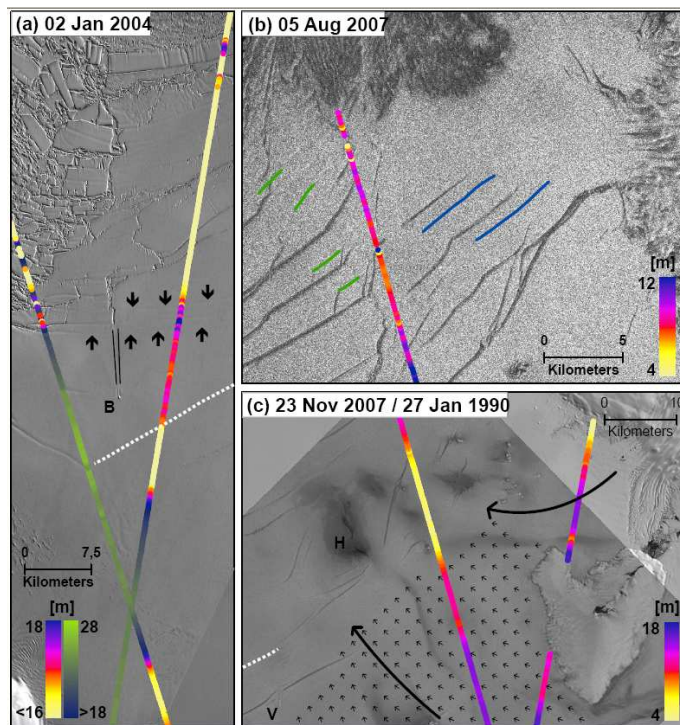 (a) 02 Jan 2004
B
0 7,5
Kilometers
[m]
18 28
<16 >18
(b) 05 Aug 2007
[m]
12
4
0 5
Kilometers
(c) 23 Nov 2007 / 27 Jan 1990
0 10
Kilometers
H
V
[m]
18
4